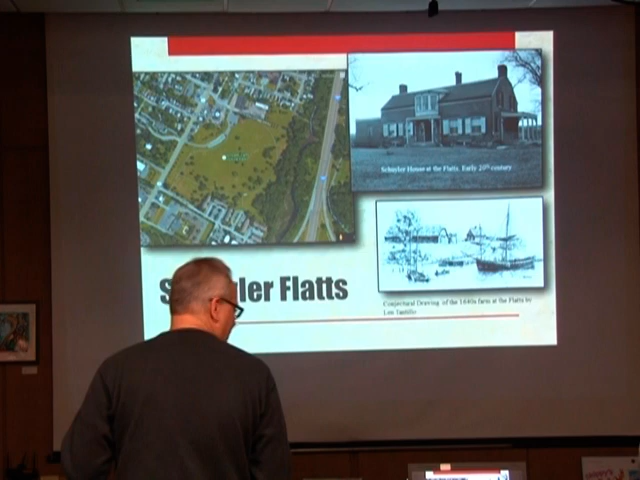 Schuyler House at the Flatts, Early 20th century
S ler Flatts
Conjectural Drawing of the 1640s farm at the Flatts by
Len Tantillo